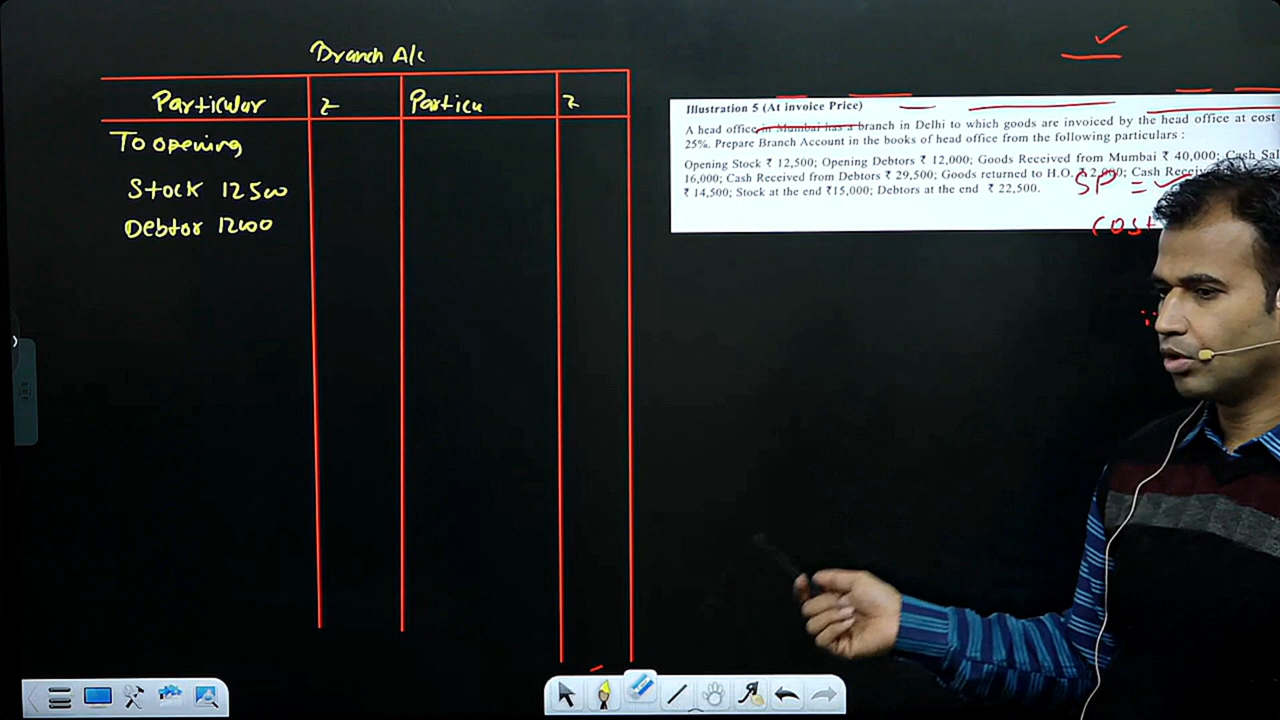 Branch A/c
Particular ₹ Particu ₹
To opening
Stock 12500
Debtor 12000
Illustration 5 (At invoice Price)
A head office in Mumbai has a branch in Delhi to which goods are invoiced by the head office at cost
25%. Prepare Branch Account in the books of head office from the following particulars :
Opening Stock ₹ 12,500; Opening Debtors ₹ 12,000; Goods Received from Mumbai ₹ 40,000; Cash Sal
16,000; Cash Received from Debtors ₹ 29,500; Goods returned to H.O. ₹ 2,000; Cash Receiv
₹ 14,500; Stock at the end ₹15,000; Debtors at the end ₹ 22,500.
SP =
Cost